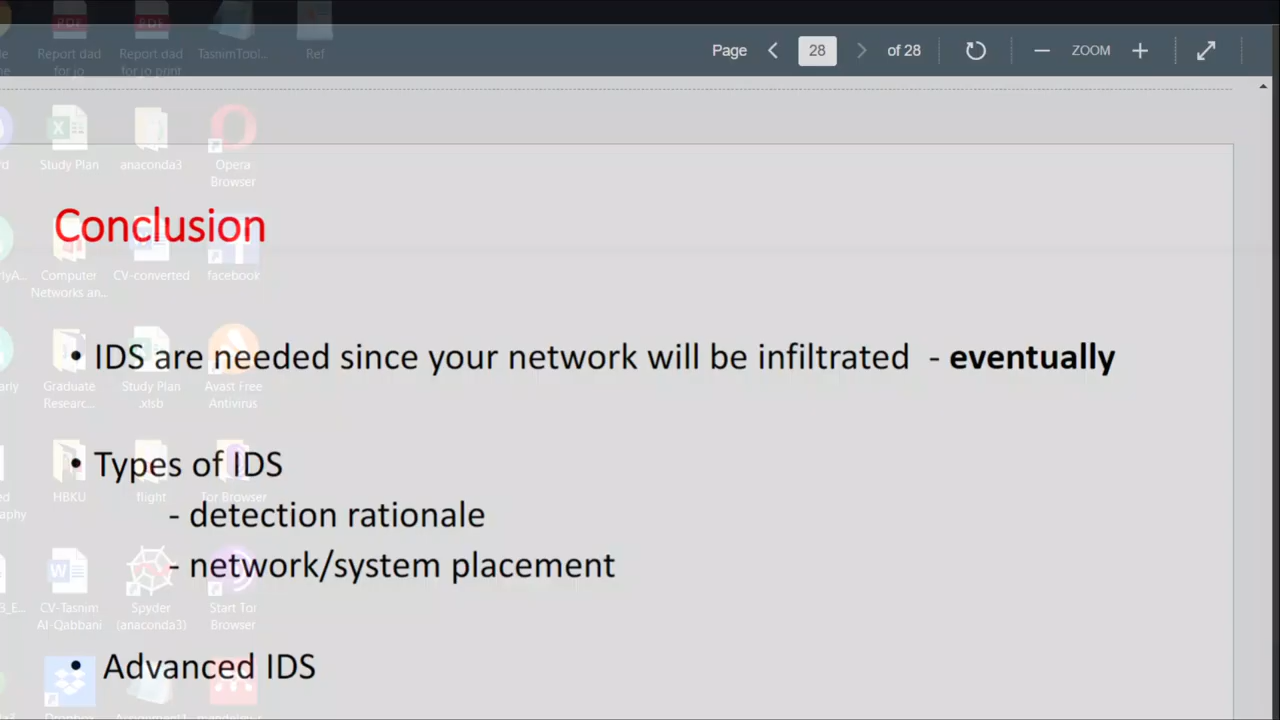 Report dad
for jo
Report dad
for jo print
TasnimTool...
Ref
Page
28
of 28
ZOOM
Study Plan
anaconda3
Opera
Browser
Conclusion
Computer
Networks an...
CV-converted
facebook
• IDS are needed since your network will be infiltrated - eventually
Graduate
Researc...
Study Plan
.xlsb
Avast Free
Antivirus
• Types of IDS
HBKU
flight
Tor Browser
- detection rationale
- network/system placement
CV-Tasnim
Al-Qabbani
Spyder
(anaconda3)
Start Tor
Browser
• Advanced IDS
Dropbox